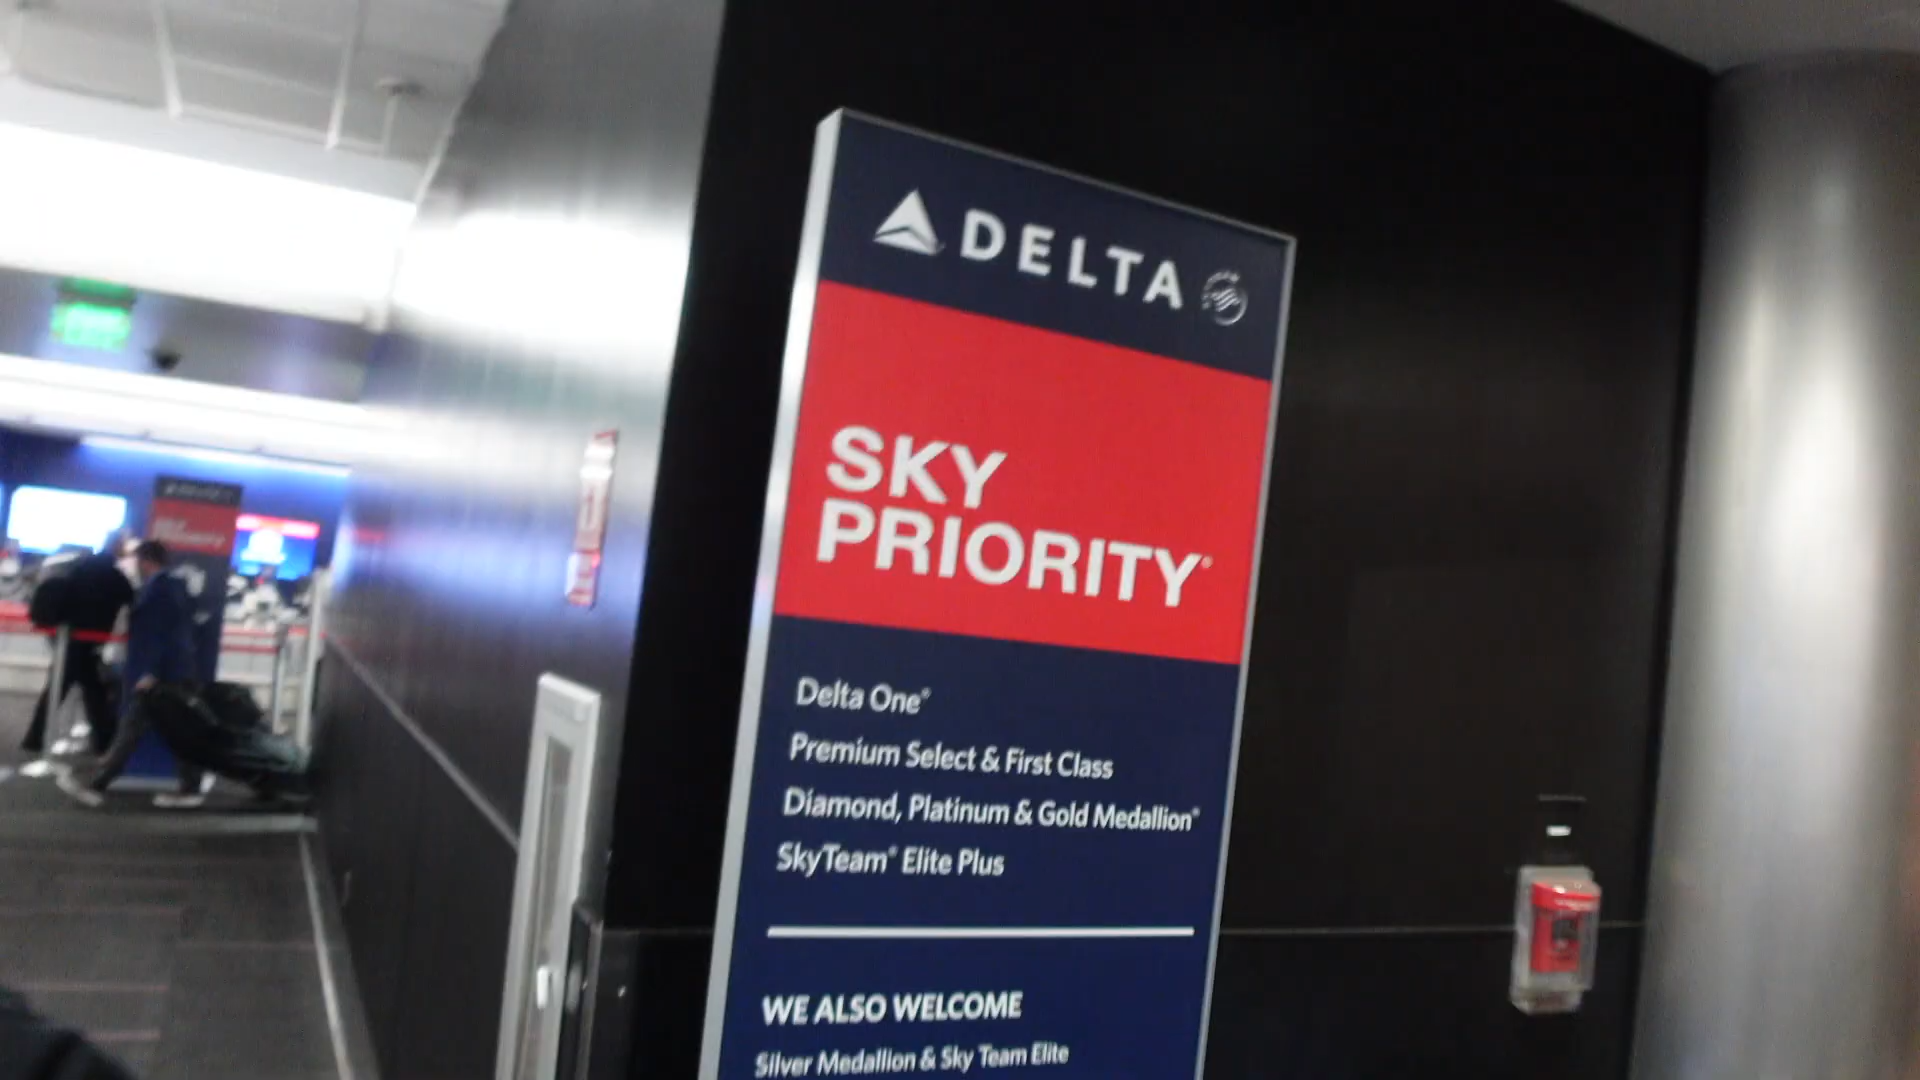 DELTA
SKY
PRIORITY®
Delta One®
Premium Select & First Class
Diamond, Platinum & Gold Medallion®
SkyTeam® Elite Plus
WE ALSO WELCOME
Silver Medallion & Sky Team Elite